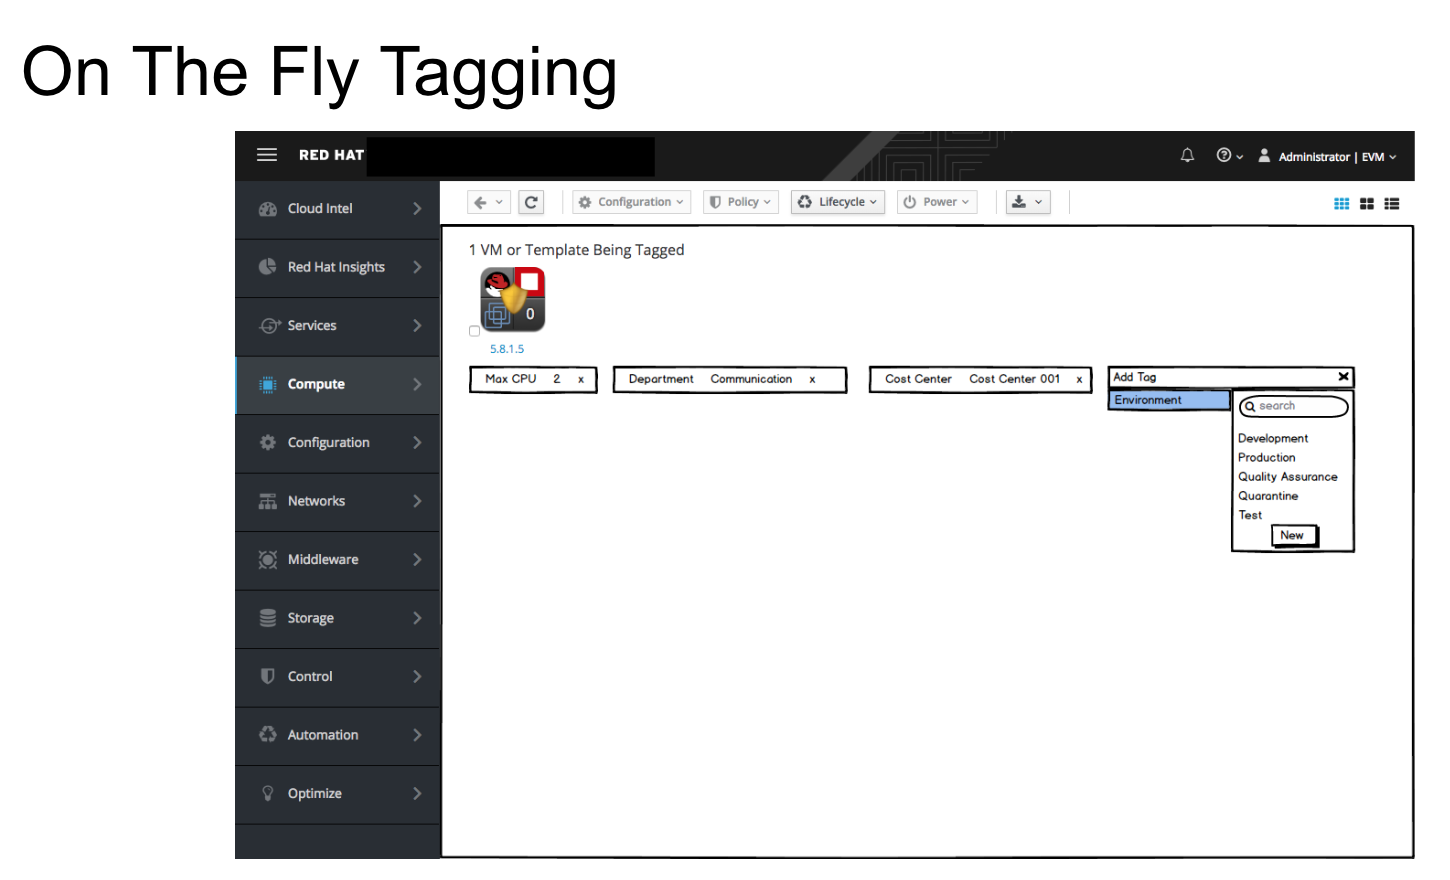 On The Fly Tagging
RED HAT
Administrator | EVM
Cloud Intel
Red Hat Insights
Services
Compute
Configuration
Networks
Middleware
Storage
Control
Automation
Optimize
Configuration
Policy
Lifecycle
Power
1 VM or Template Being Tagged
0
5.8.1.5
Max CPU 2 x
Department Communication x
Cost Center Cost Center 001 x
Add Tag x
Environment
search
Development
Production
Quality Assurance
Quarantine
Test
New